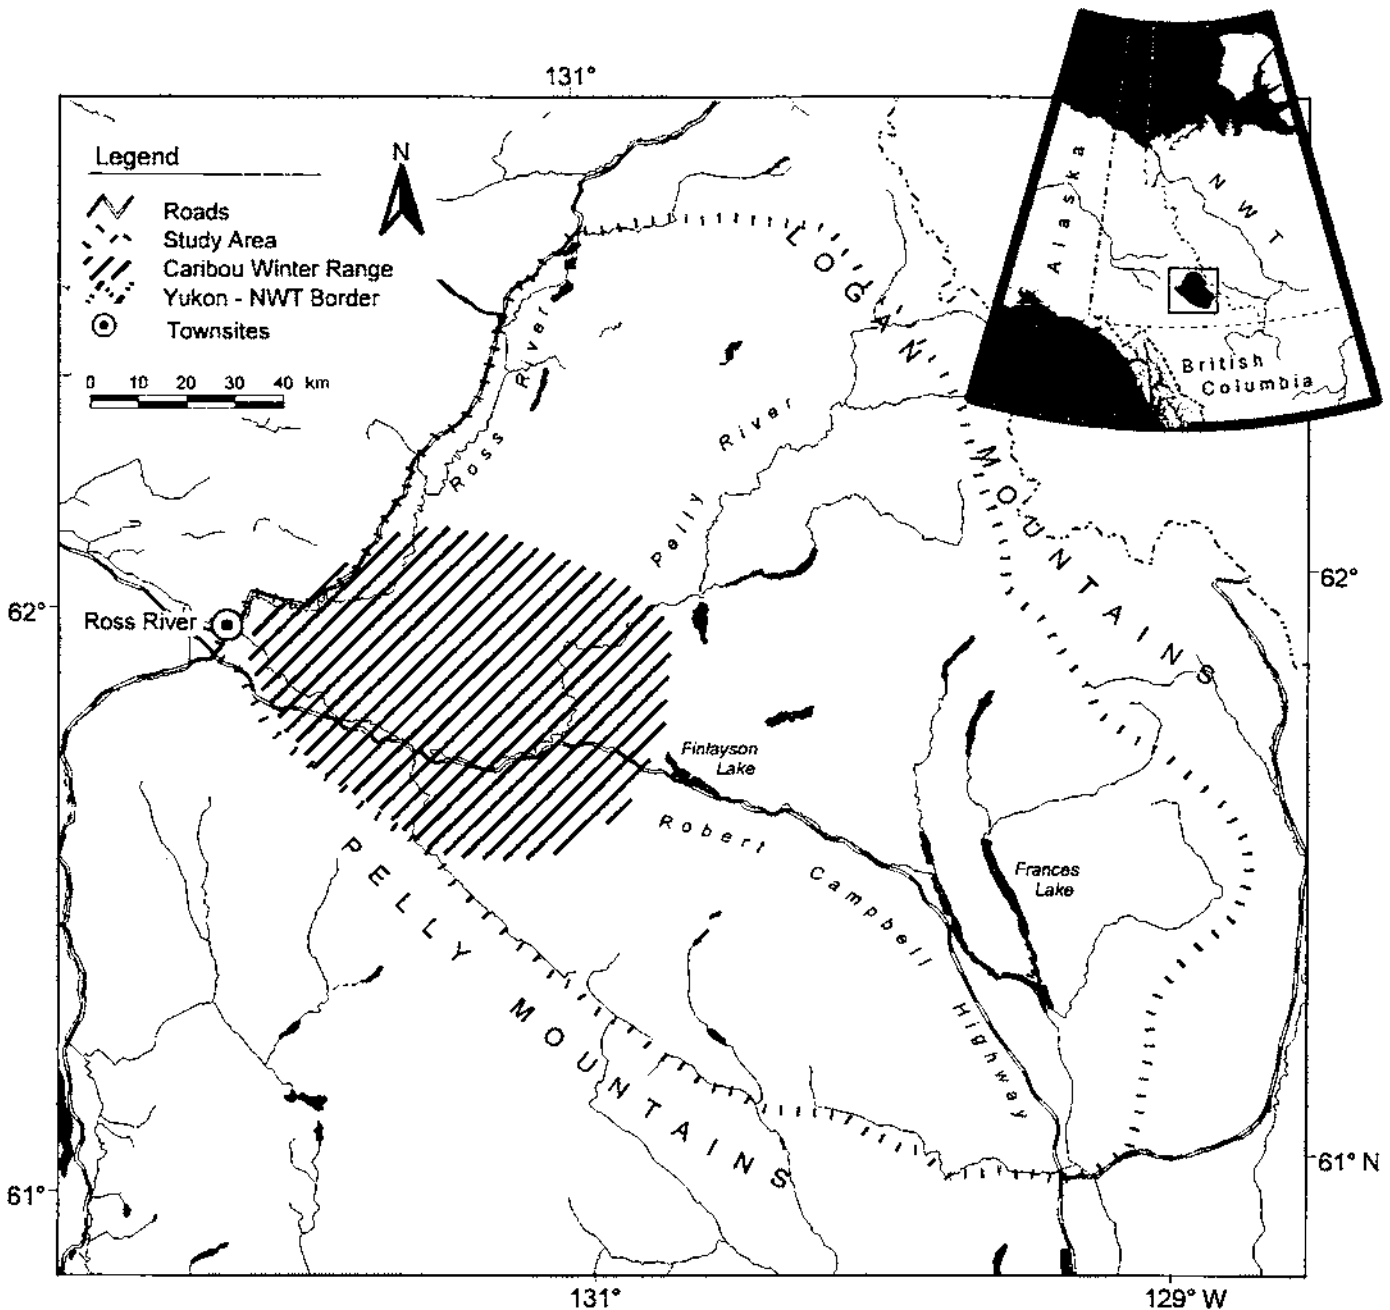 131°
Legend
N
Roads
Study Area
Caribou Winter Range
Yukon - NWT Border
Townsites
0 10 20 30 40 km
Alaska
NWT
British
Columbia
LOGAN
MOUNTAINS
Ross River
Pelly River
62°
62°
Ross River
Finlayson
Lake
Robert Campbell Highway
Frances
Lake
PELLY MOUNTAINS
61°
61° N
131°
129° W